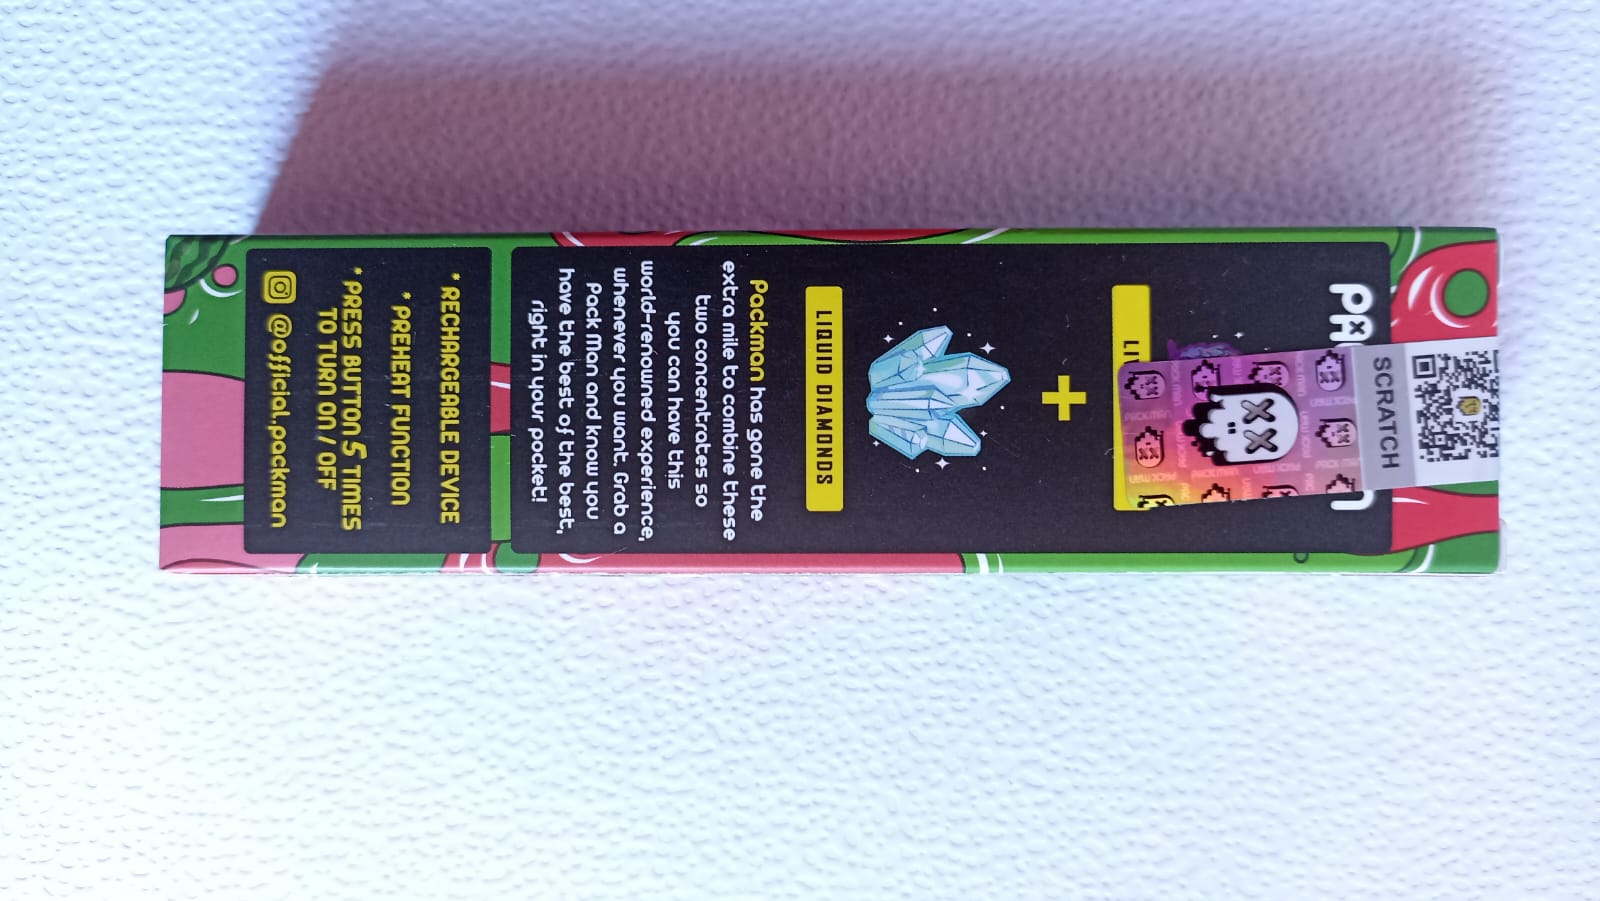 SCRATCH
LIQUID DIAMONDS
Packman has gone the
extra mile to combine these
two concentrates so
you can have this
world-renowned experience,
whenever you want. Grab a
Pack Man and know you
have the best of the best,
right in your pocket!
* RECHARGEABLE DEVICE
* PREHEAT FUNCTION
* PRESS BUTTON 5 TIMES
TO TURN ON / OFF
@official.packman